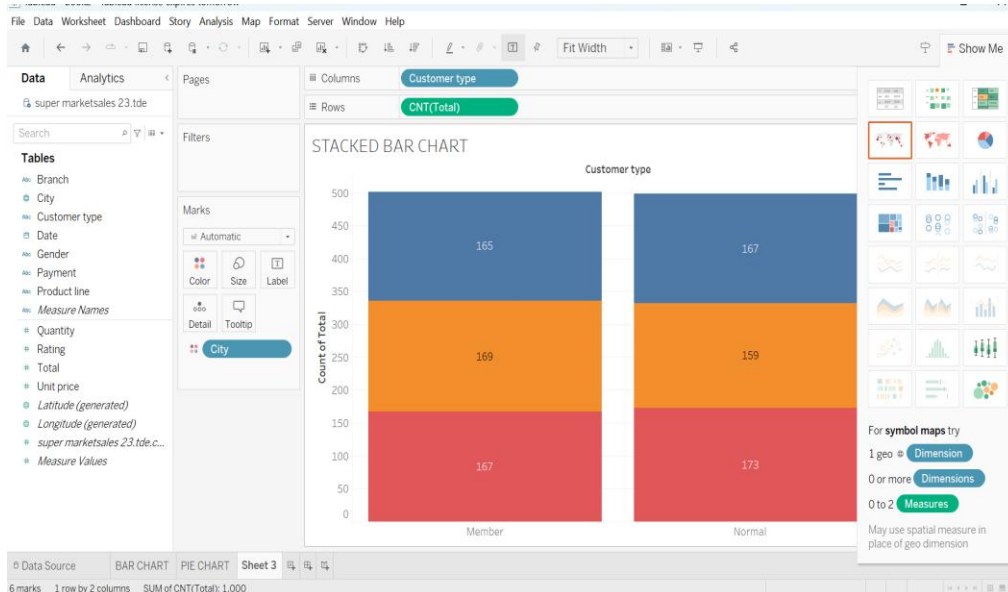 File Data Worksheet Dashboard Story Analysis Map Format Server Window Help
Fit Width
Show Me
Data Analytics
super marketsales 23.tde
Search
Tables
Abc Branch
City
Abc Customer type
Date
Abc Gender
Abc Payment
Abc Product line
Abc Measure Names
# Quantity
# Rating
# Total
# Unit price
Latitude (generated)
Longitude (generated)
# super marketsales 23.tde.c...
# Measure Values
Pages
Filters
Marks
Automatic
Color Size Label
Detail Tooltip
City
Columns Customer type
Rows CNT(Total)
STACKED BAR CHART
Customer type
Count of Total
500
450
400
350
300
250
200
150
100
50
0
165
167
169
159
167
173
Member
Normal
For symbol maps try
1 geo Dimension
0 or more Dimensions
0 to 2 Measures
May use spatial measure in
place of geo dimension
Data Source BAR CHART PIE CHART Sheet 3
6 marks 1 row by 2 columns SUM of CNT(Total): 1,000